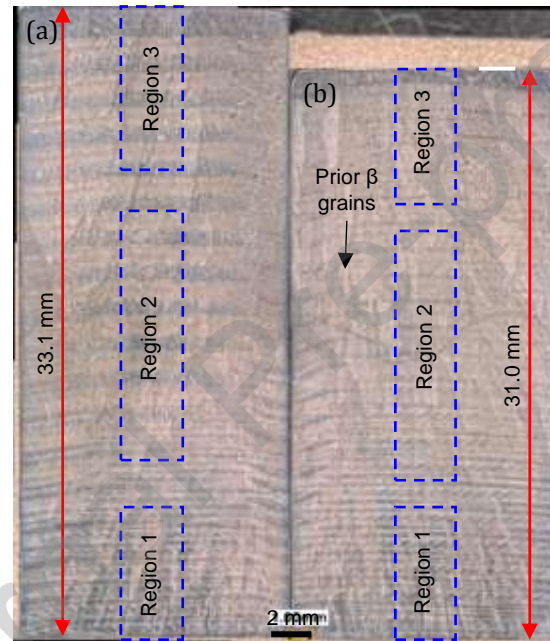 (a)
Region 3
(b)
Region 3
Prior β
grains
Region 2
Region 2
33.1 mm
31.0 mm
Region 1
Region 1
2 mm